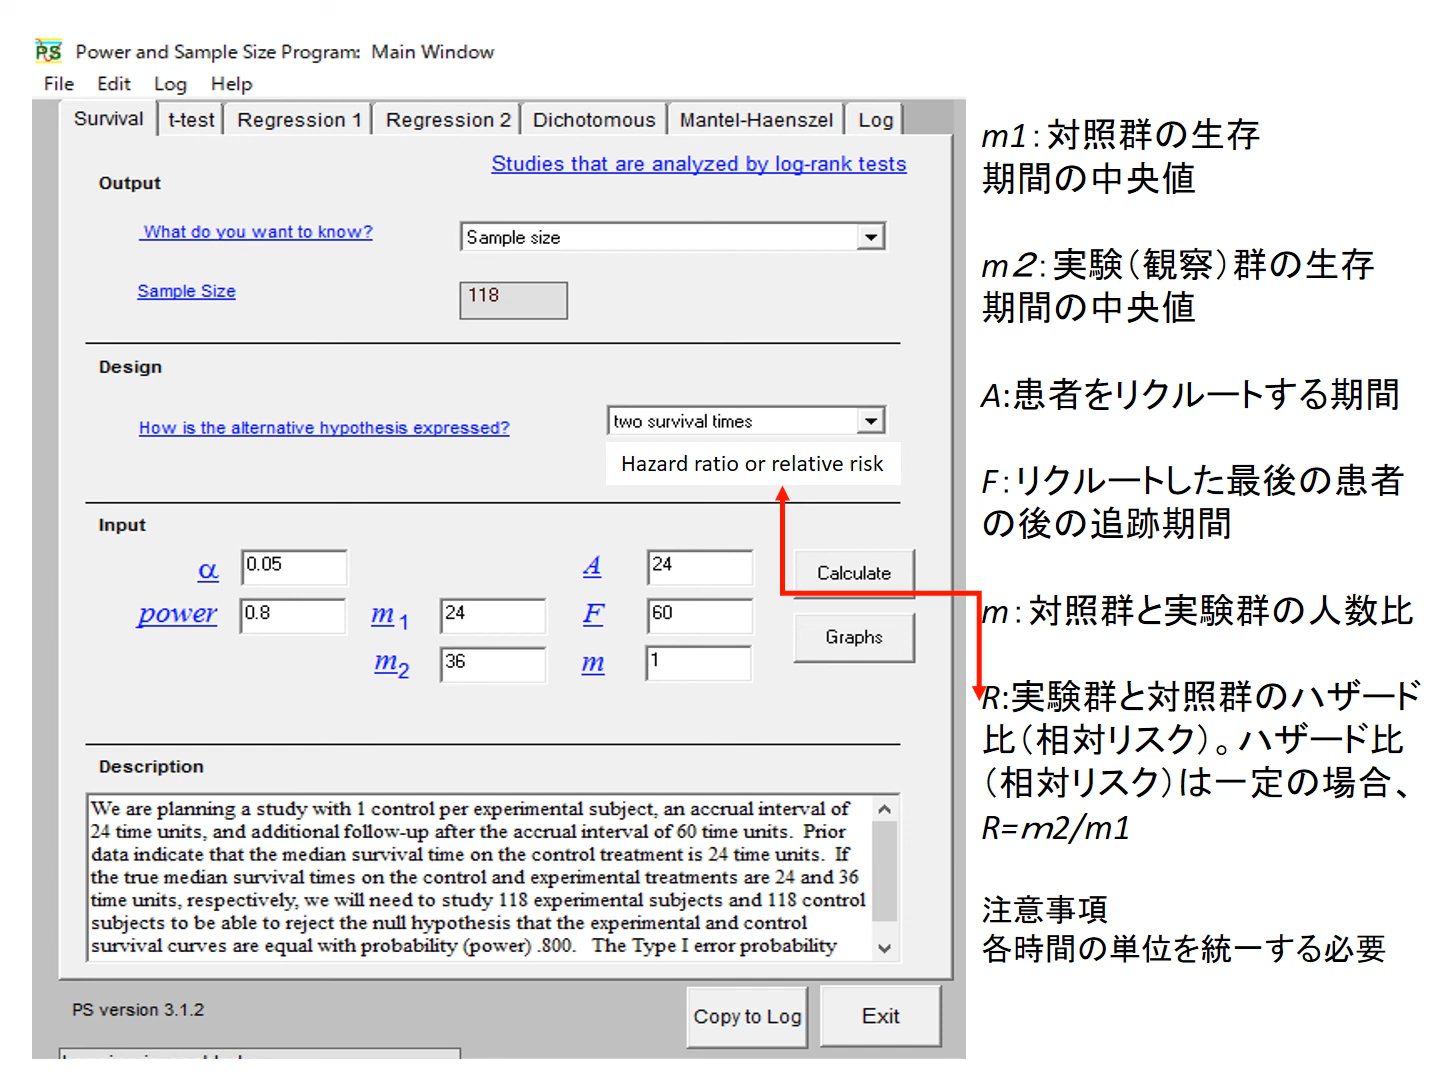 Power and Sample Size Program:  Main Window
File Edit Log Help
Survival t-test Regression 1 Regression 2 Dichotomous Mantel-Haenszel Log
Studies that are analyzed by log-rank tests
Output
What do you want to know? Sample size
Sample Size 118
Design
How is the alternative hypothesis expressed? two survival times
Hazard ratio or relative risk
Input
α 0.05 A 24 Calculate
power 0.8 m1 24 F 60 Graphs
m2 36 m 1
Description
We are planning a study with 1 control per experimental subject, an accrual interval of
24 time units, and additional follow-up after the accrual interval of 60 time units.  Prior
data indicate that the median survival time on the control treatment is 24 time units.  If
the true median survival times on the control and experimental treatments are 24 and 36
time units, respectively, we will need to study 118 experimental subjects and 118 control
subjects to be able to reject the null hypothesis that the experimental and control
survival curves are equal with probability (power) .800.  The Type I error probability
PS version 3.1.2 Copy to Log Exit
m1：対照群の生存
期間の中央値
m２：実験（観察）群の生存
期間の中央値
A:患者をリクルートする期間
F：リクルートした最後の患者
の後の追跡期間
m：対照群と実験群の人数比
R:実験群と対照群のハザード
比（相対リスク）。ハザード比
（相対リスク）は一定の場合、
R=m2/m1
注意事項
各時間の単位を統一する必要